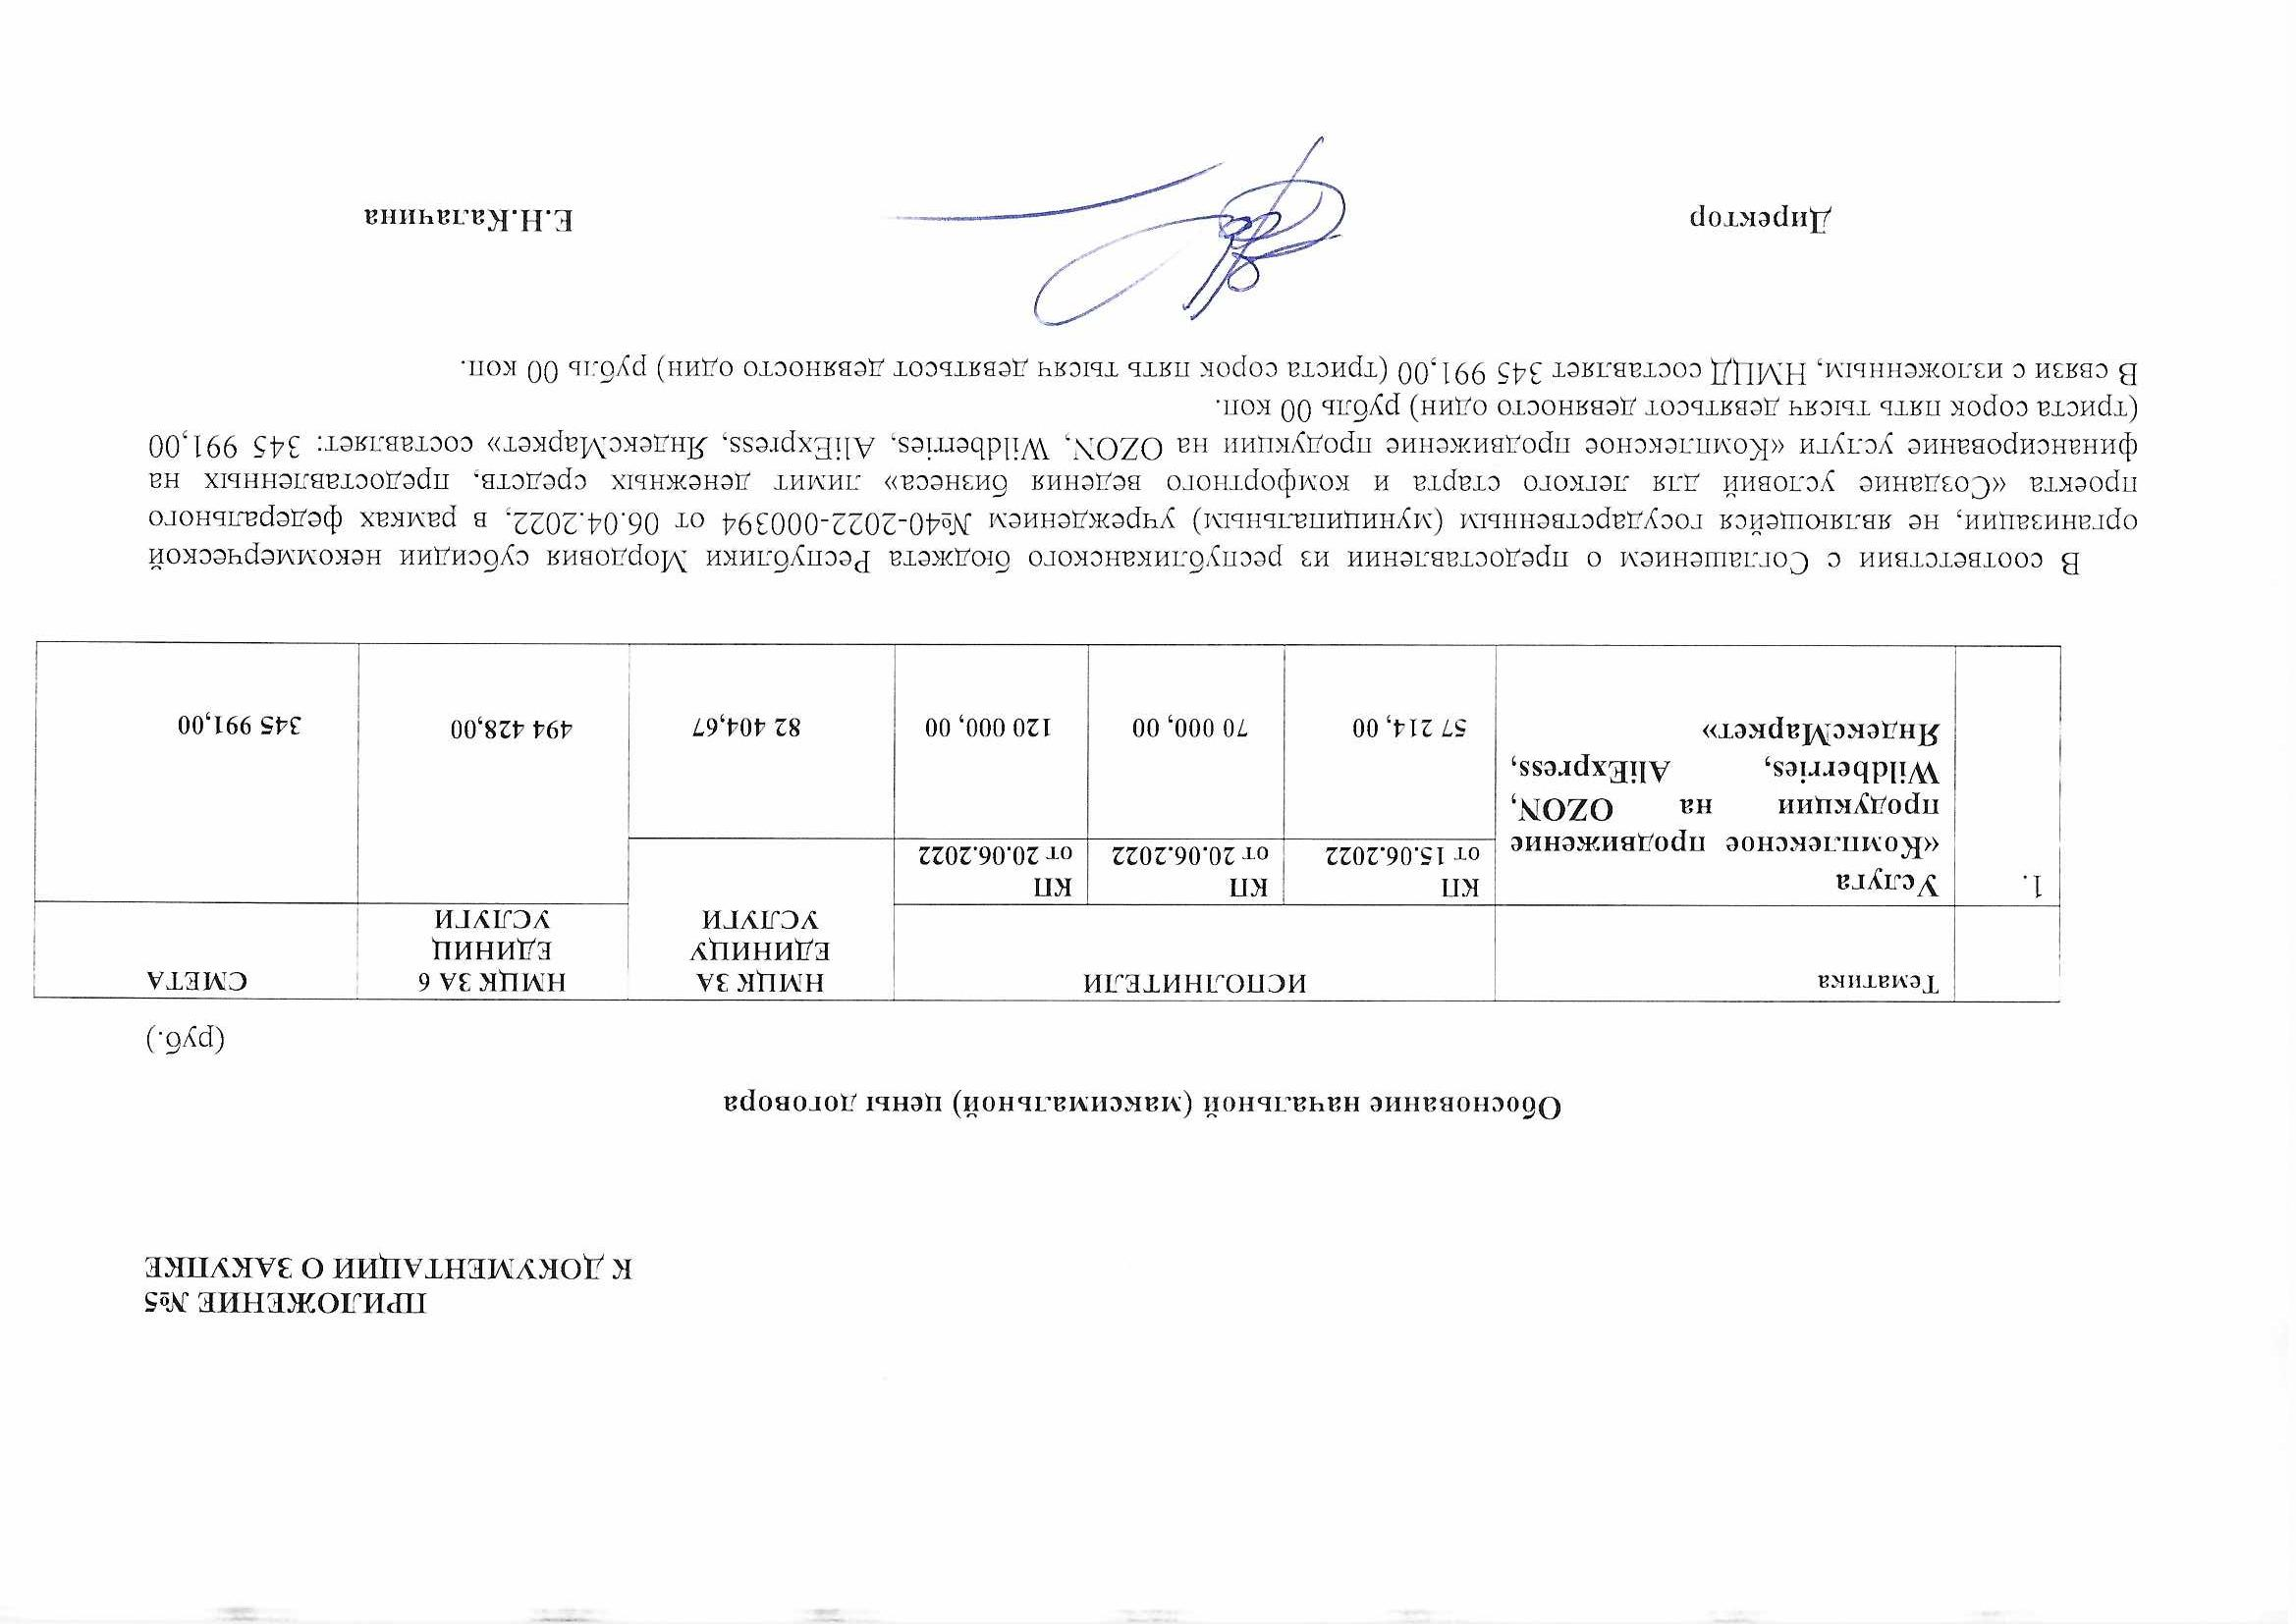 ПРИЛОЖЕНИЕ №5
К ДОКУМЕНТАЦИИ О ЗАКУПКЕ
Обоснование начальной (максимальной) цены договора
(руб.)
Тематика
ИСПОЛНИТЕЛИ
НМЦК ЗА
ЕДИНИЦУ
УСЛУГИ
НМЦК ЗА 6
ЕДИНИЦ
УСЛУГИ
СМЕТА
1.
Услуга
«Комплексное продвижение
продукции на OZON,
Wildberries, AliExpress,
ЯндексМаркет»
КП
от 15.06.2022
КП
от 20.06.2022
КП
от 20.06.2022
57 214, 00
70 000, 00
120 000, 00
82 404,67
494 428,00
345 991,00
В соответствии с Соглашением о предоставлении из республиканского бюджета Республики Мордовия субсидии некоммерческой
организации, не являющейся государственным (муниципальным) учреждением №40-2022-000394 от 06.04.2022, в рамках федерального
проекта «Создание условий для легкого старта и комфортного ведения бизнеса» лимит денежных средств, предоставленных на
финансирование услуги «Комплексное продвижение продукции на OZON, Wildberries, AliExpress, ЯндексМаркет» составляет: 345 991,00
(триста сорок пять тысяч девятьсот девяносто один) рубль 00 коп.
В связи с изложенным, НМЦД составляет 345 991,00 (триста сорок пять тысяч девятьсот девяносто один) рубль 00 коп.
Директор
Е.Н.Калачина